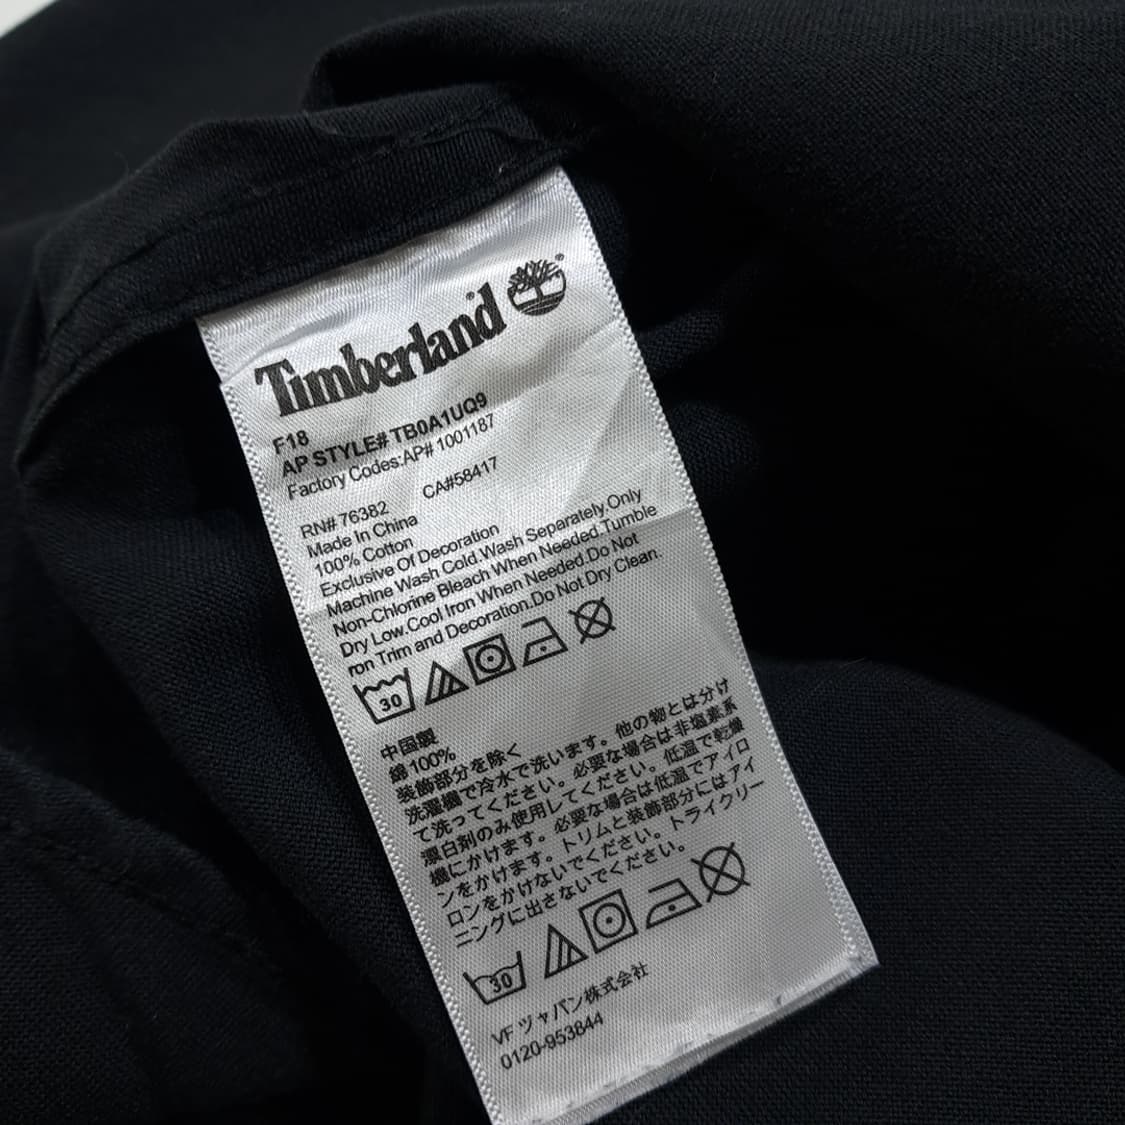 Timberland
F18
AP STYLE# TB0A1UQ9
Factory Codes:AP# 1001187
RN# 76382 CA#58417
Made In China
100% Cotton
Exclusive Of Decoration
Machine Wash Cold.Wash Separately.Only
Non-Chlorine Bleach When Needed.Tumble
Dry Low.Cool Iron When Needed.Do Not
ron Trim and Decoration.Do Not Dry Clean.
30
中国製
綿 100%
装飾部分を除く
洗濯機で冷水で洗います。他の物とは分け
て洗ってください。必要な場合は非塩素系
漂白剤のみ使用してください。低温で乾燥
機にかけます。必要な場合は低温でアイロ
ンをかけます。トリムと装飾部分にはアイ
ロンをかけないでください。トライクリー
ニングに出さないでください。
30
VF ツャパン株式会社
0120-953844